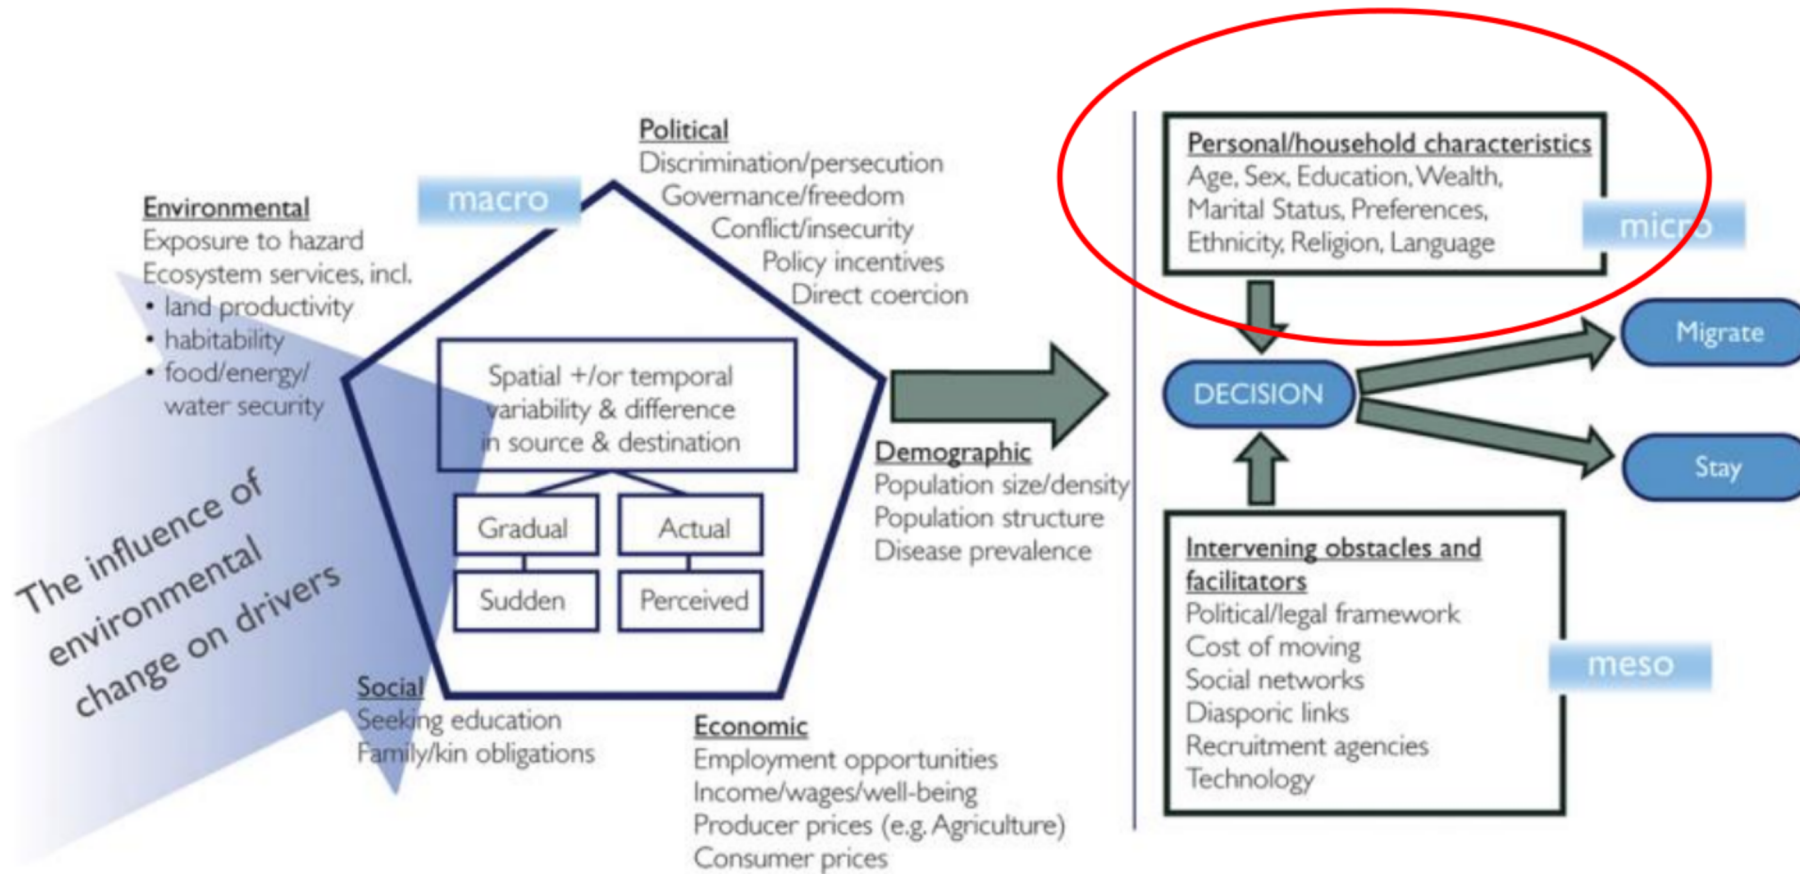 Political
Discrimination/persecution
Governance/freedom
Conflict/insecurity
Policy incentives
Direct coercion
macro
Environmental
Exposure to hazard
Ecosystem services, incl.
• land productivity
• habitability
• food/energy/
water security
The influence of
environmental
change on drivers
Spatial +/or temporal
variability & difference
in source & destination
Gradual
Actual
Sudden
Perceived
Demographic
Population size/density
Population structure
Disease prevalence
Social
Seeking education
Family/kin obligations
Economic
Employment opportunities
Income/wages/well-being
Producer prices (e.g. Agriculture)
Consumer prices
Personal/household characteristics
Age, Sex, Education, Wealth,
Marital Status, Preferences,
Ethnicity, Religion, Language
micro
DECISION
Migrate
Stay
Intervening obstacles and
facilitators
Political/legal framework
Cost of moving
Social networks
Diasporic links
Recruitment agencies
Technology
meso